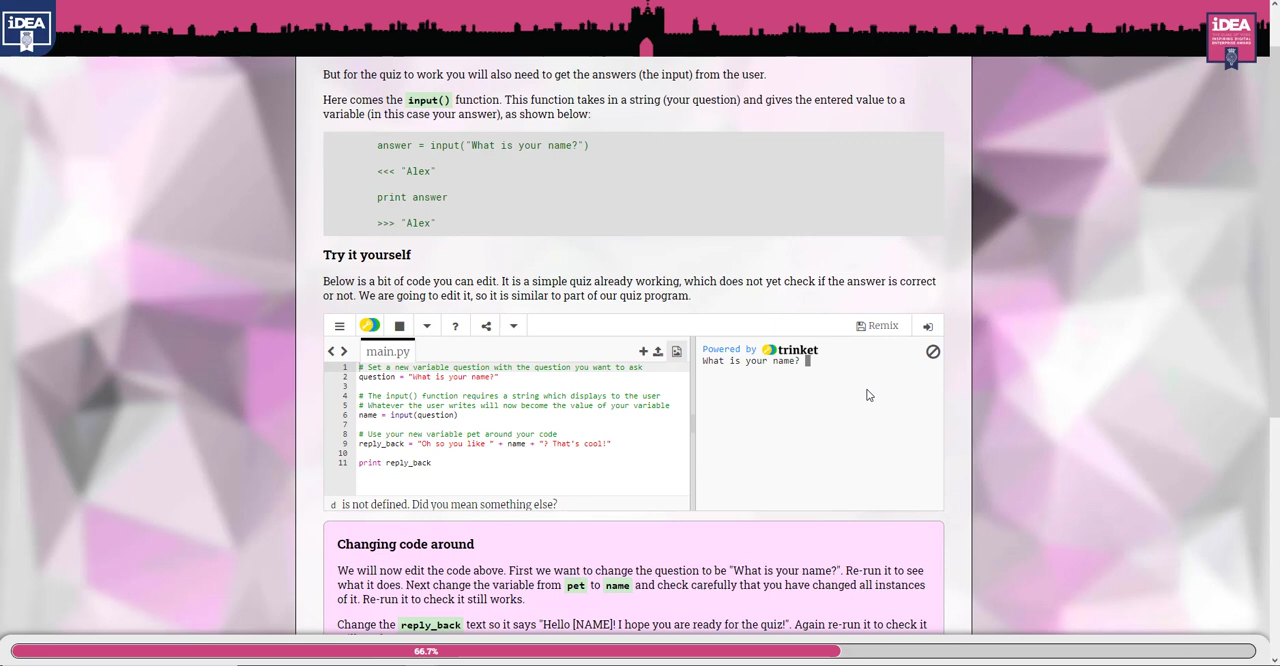 iDEA
iDEA
INSPIRING DIGITAL
ENTERPRISE AWARD
But for the quiz to work you will also need to get the answers (the input) from the user.
Here comes the input() function. This function takes in a string (your question) and gives the entered value to a
variable (in this case your answer), as shown below:
answer = input("What is your name?")
<<< "Alex"
print answer
>>> "Alex"
Try it yourself
Below is a bit of code you can edit. It is a simple quiz already working, which does not yet check if the answer is correct
or not. We are going to edit it, so it is similar to part of our quiz program.
? Remix
< > main.py +
Powered by trinket
What is your name?
1 # Set a new variable question with the question you want to ask
2 question = "What is your name?"
3
4 # The input() function requires a string which displays to the user
5 # Whatever the user writes will now become the value of your variable
6 name = input(question)
7
8 # Use your new variable pet around your code
9 reply_back = "Oh so you like " + name + "? That's cool!"
10
11 print reply_back
d is not defined. Did you mean something else?
Changing code around
We will now edit the code above. First we want to change the question to be "What is your name?". Re-run it to see
what it does. Next change the variable from pet to name and check carefully that you have changed all instances
of it. Re-run it to check it still works.
Change the reply_back text so it says "Hello [NAME]! I hope you are ready for the quiz!". Again re-run it to check it
66.7%